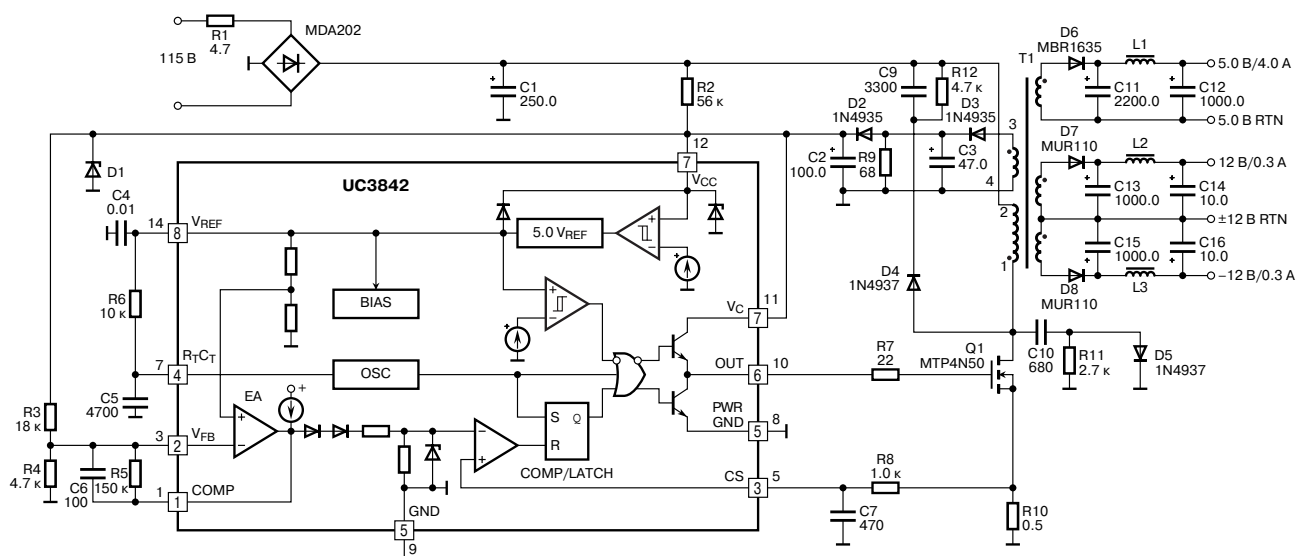 115 В
R1
4.7
MDA202
C1
250.0
R2
56 к
C9
3300
R12
4.7 к
D2
1N4935
D3
1N4935
C2
100.0
R9
68
C3
47.0
3
4
2
1
T1
D6
MBR1635
L1
5.0 В/4.0 А
C11
2200.0
C12
1000.0
5.0 В RTN
D7
MUR110
L2
12 В/0.3 А
C13
1000.0
C14
10.0
±12 В RTN
C15
1000.0
C16
10.0
D8
MUR110
L3
−12 В/0.3 А
D1
C4
0.01
UC3842
12
7
VCC
14
8
VREF
5.0 VREF
+
−
+
R6
10 к
BIAS
+
−
+
D4
1N4937
VC
11
7
7
4
RTCT
OSC
C5
4700
OUT
10
6
R7
22
Q1
MTP4N50
C10
680
R11
2.7 к
D5
1N4937
R3
18 к
EA
+
+
−
S
Q
R
−
+
COMP/LATCH
PWR
GND
8
5
3
2
VFB
R4
4.7 к
C6
100
R5
150 к
1
1
COMP
CS
5
3
R8
1.0 к
C7
470
R10
0.5
GND
5
9